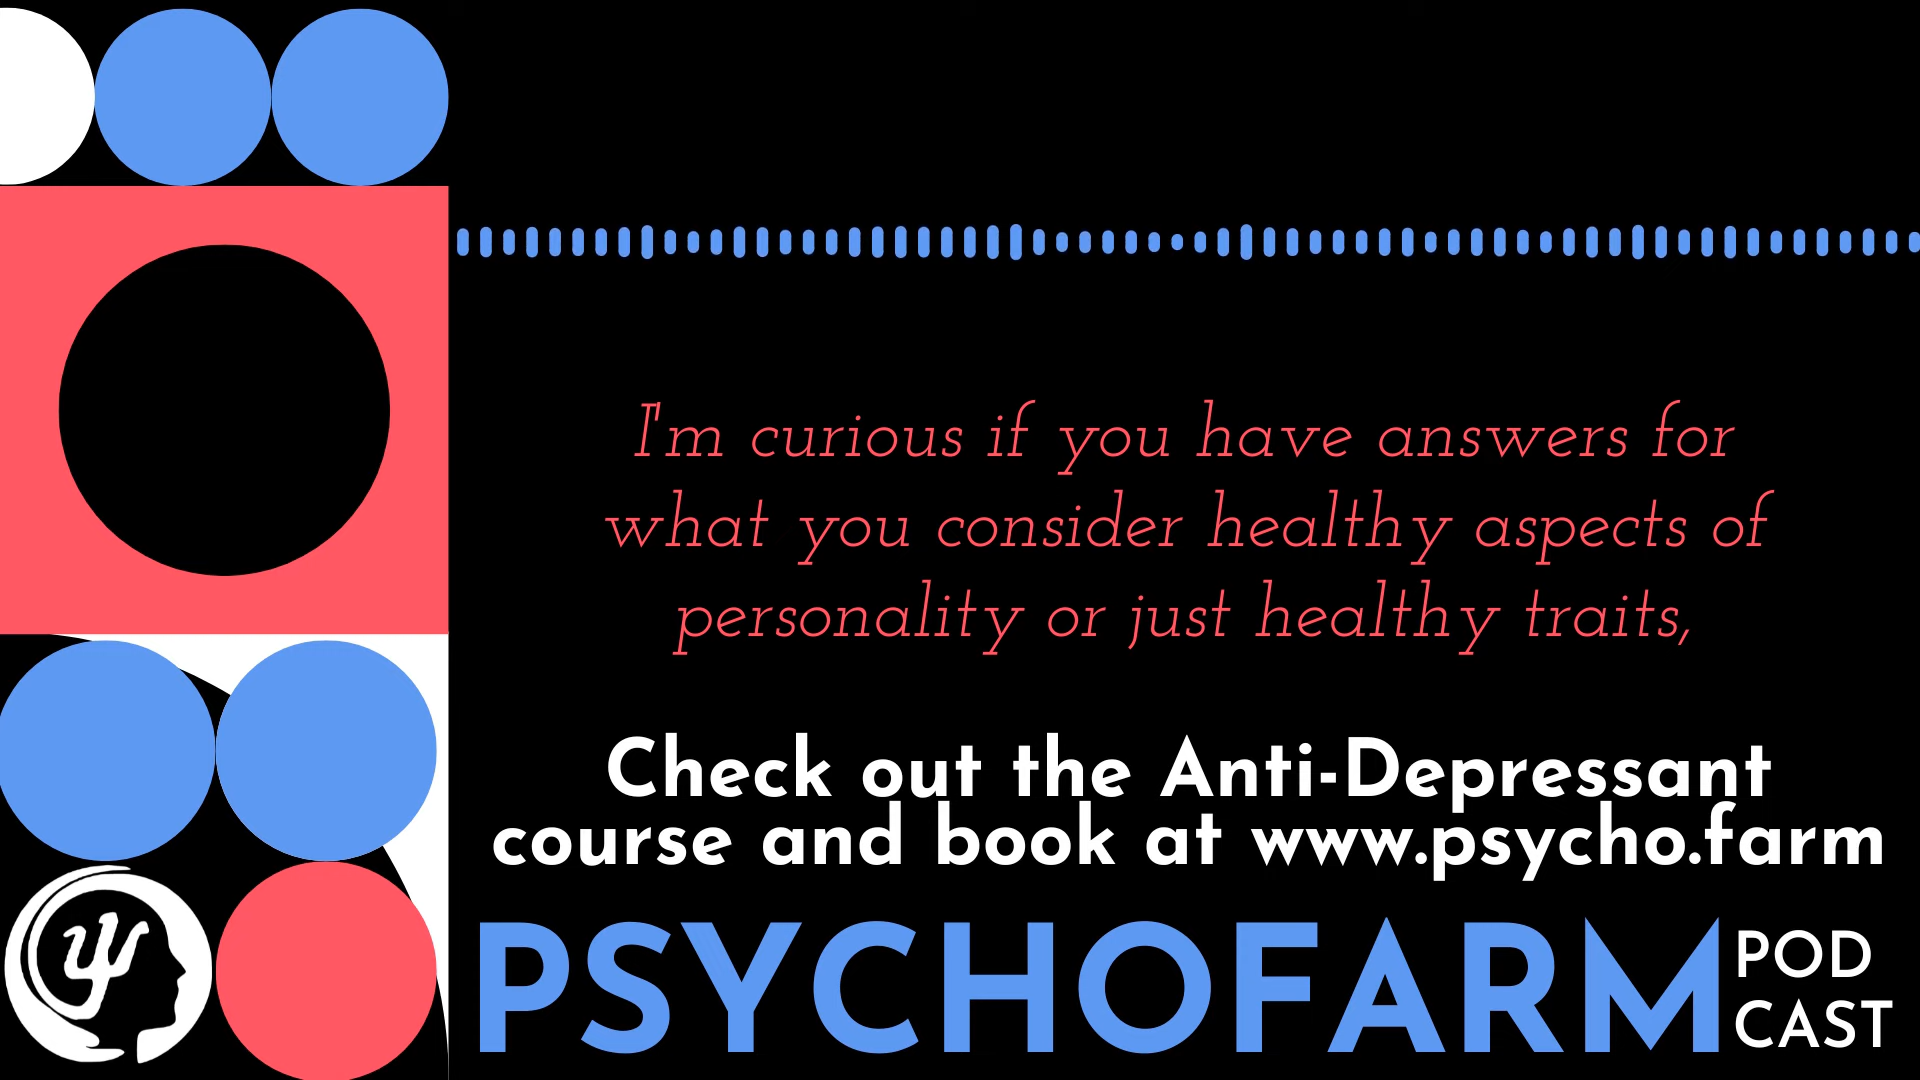 I'm curious if you have answers for
what you consider healthy aspects of
personality or just healthy traits,
Check out the Anti-Depressant
course and book at www.psycho.farm
PSYCHOFARM
POD
CAST
ψ